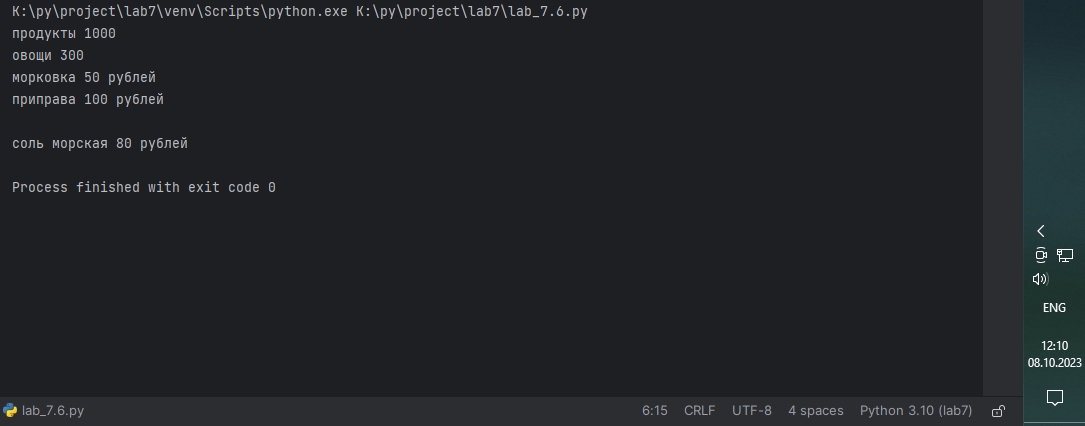 K:\py\project\lab7\venv\Scripts\python.exe K:\py\project\lab7\lab_7.6.py
продукты 1000
овощи 300
морковка 50 рублей
приправа 100 рублей
соль морская 80 рублей
Process finished with exit code 0
ENG
12:10
08.10.2023
lab_7.6.py 6:15 CRLF UTF-8 4 spaces Python 3.10 (lab7)